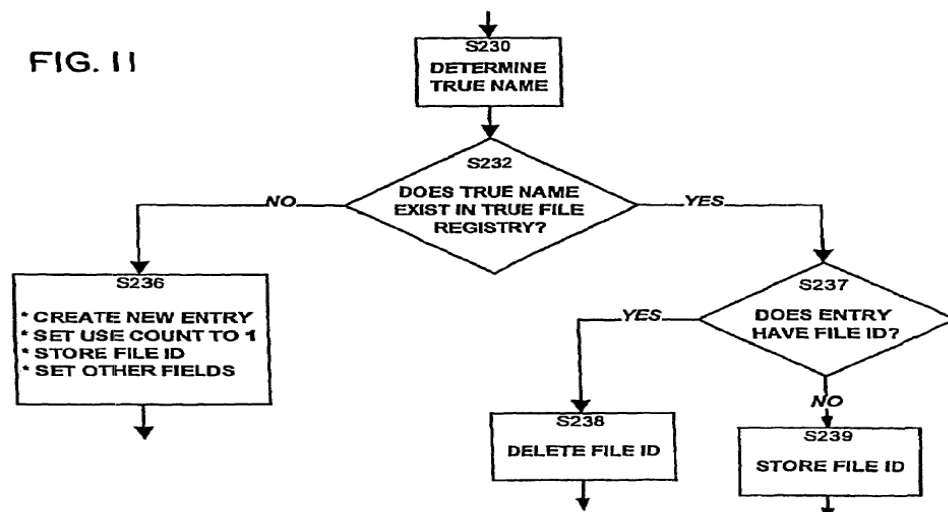 FIG. 11
S230
DETERMINE
TRUE NAME
S232
DOES TRUE NAME
EXIST IN TRUE FILE
REGISTRY?
NO
YES
S236
* CREATE NEW ENTRY
* SET USE COUNT TO 1
* STORE FILE ID
* SET OTHER FIELDS
S237
DOES ENTRY
HAVE FILE ID?
YES
NO
S238
DELETE FILE ID
S239
STORE FILE ID